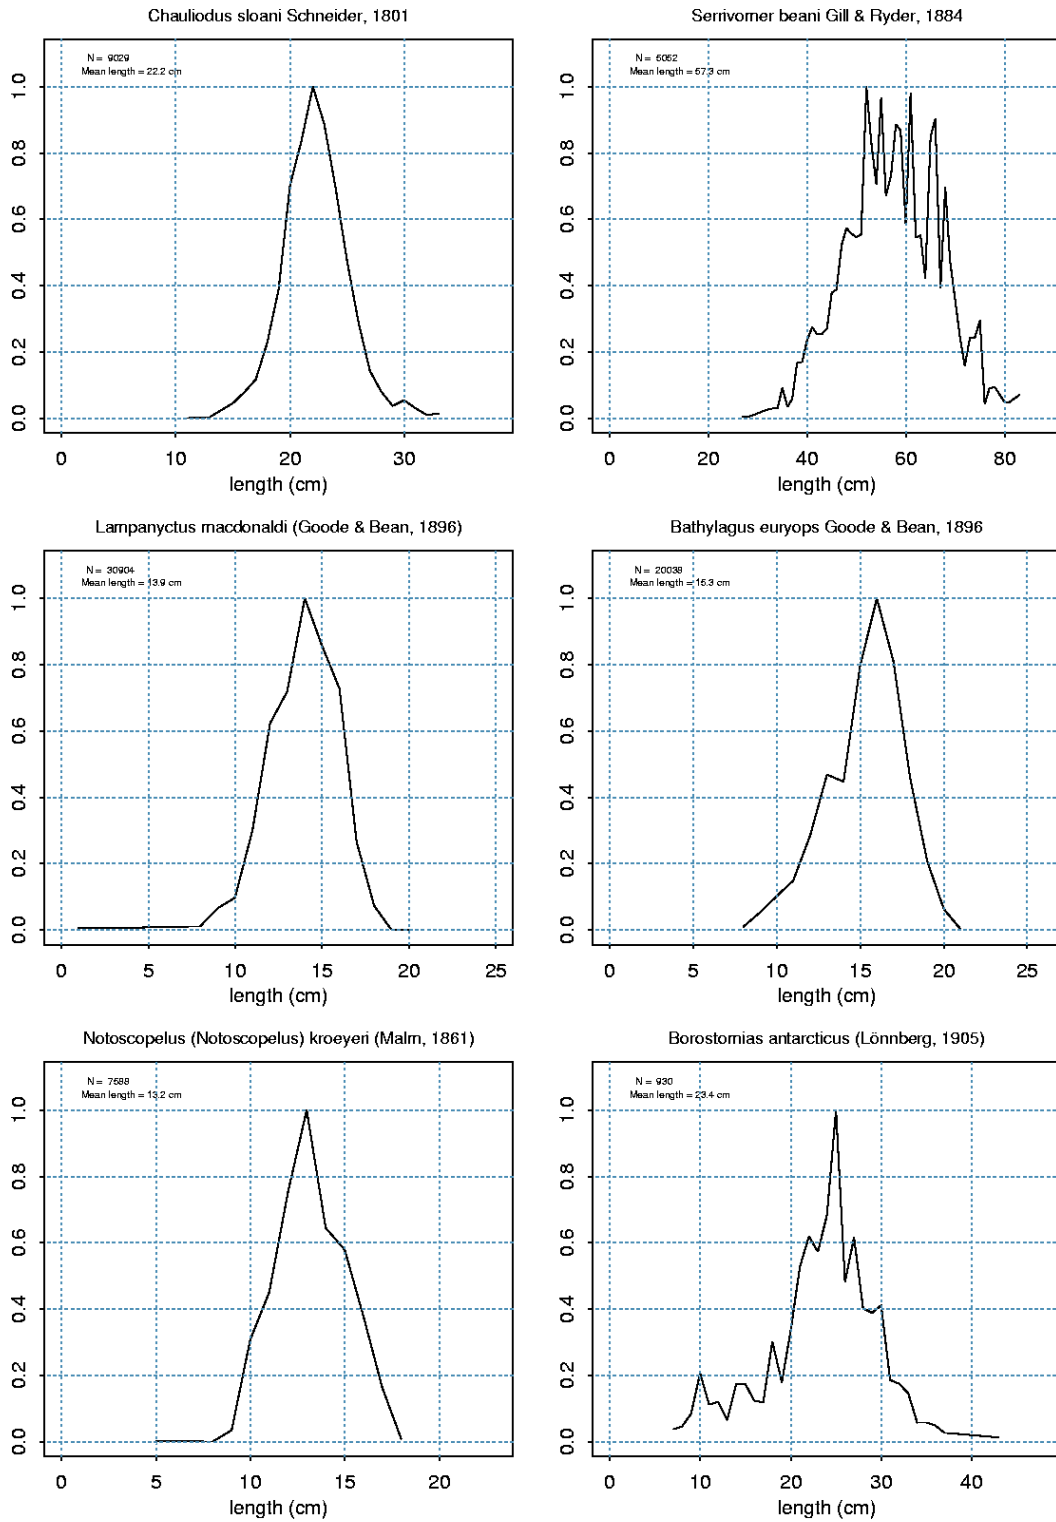 Chauliodus sloani Schneider, 1801
N = 9029
Mean length = 22.2 cm
1.0
0.8
0.6
0.4
0.2
0.0
0 10 20 30
length (cm)
Serrivomer beani Gill & Ryder, 1884
N = 5052
Mean length = 57.3 cm
1.0
0.8
0.6
0.4
0.2
0.0
0 20 40 60 80
length (cm)
Lampanyctus macdonaldi (Goode & Bean, 1896)
N = 30904
Mean length = 13.9 cm
1.0
0.8
0.6
0.4
0.2
0.0
0 5 10 15 20 25
length (cm)
Bathylagus euryops Goode & Bean, 1896
N = 20039
Mean length = 15.3 cm
1.0
0.8
0.6
0.4
0.2
0.0
0 5 10 15 20 25
length (cm)
Notoscopelus (Notoscopelus) kroeyeri (Malm, 1861)
N = 7588
Mean length = 13.2 cm
1.0
0.8
0.6
0.4
0.2
0.0
0 5 10 15 20
length (cm)
Borostomias antarcticus (Lönnberg, 1905)
N = 930
Mean length = 23.4 cm
1.0
0.8
0.6
0.4
0.2
0.0
0 10 20 30 40
length (cm)